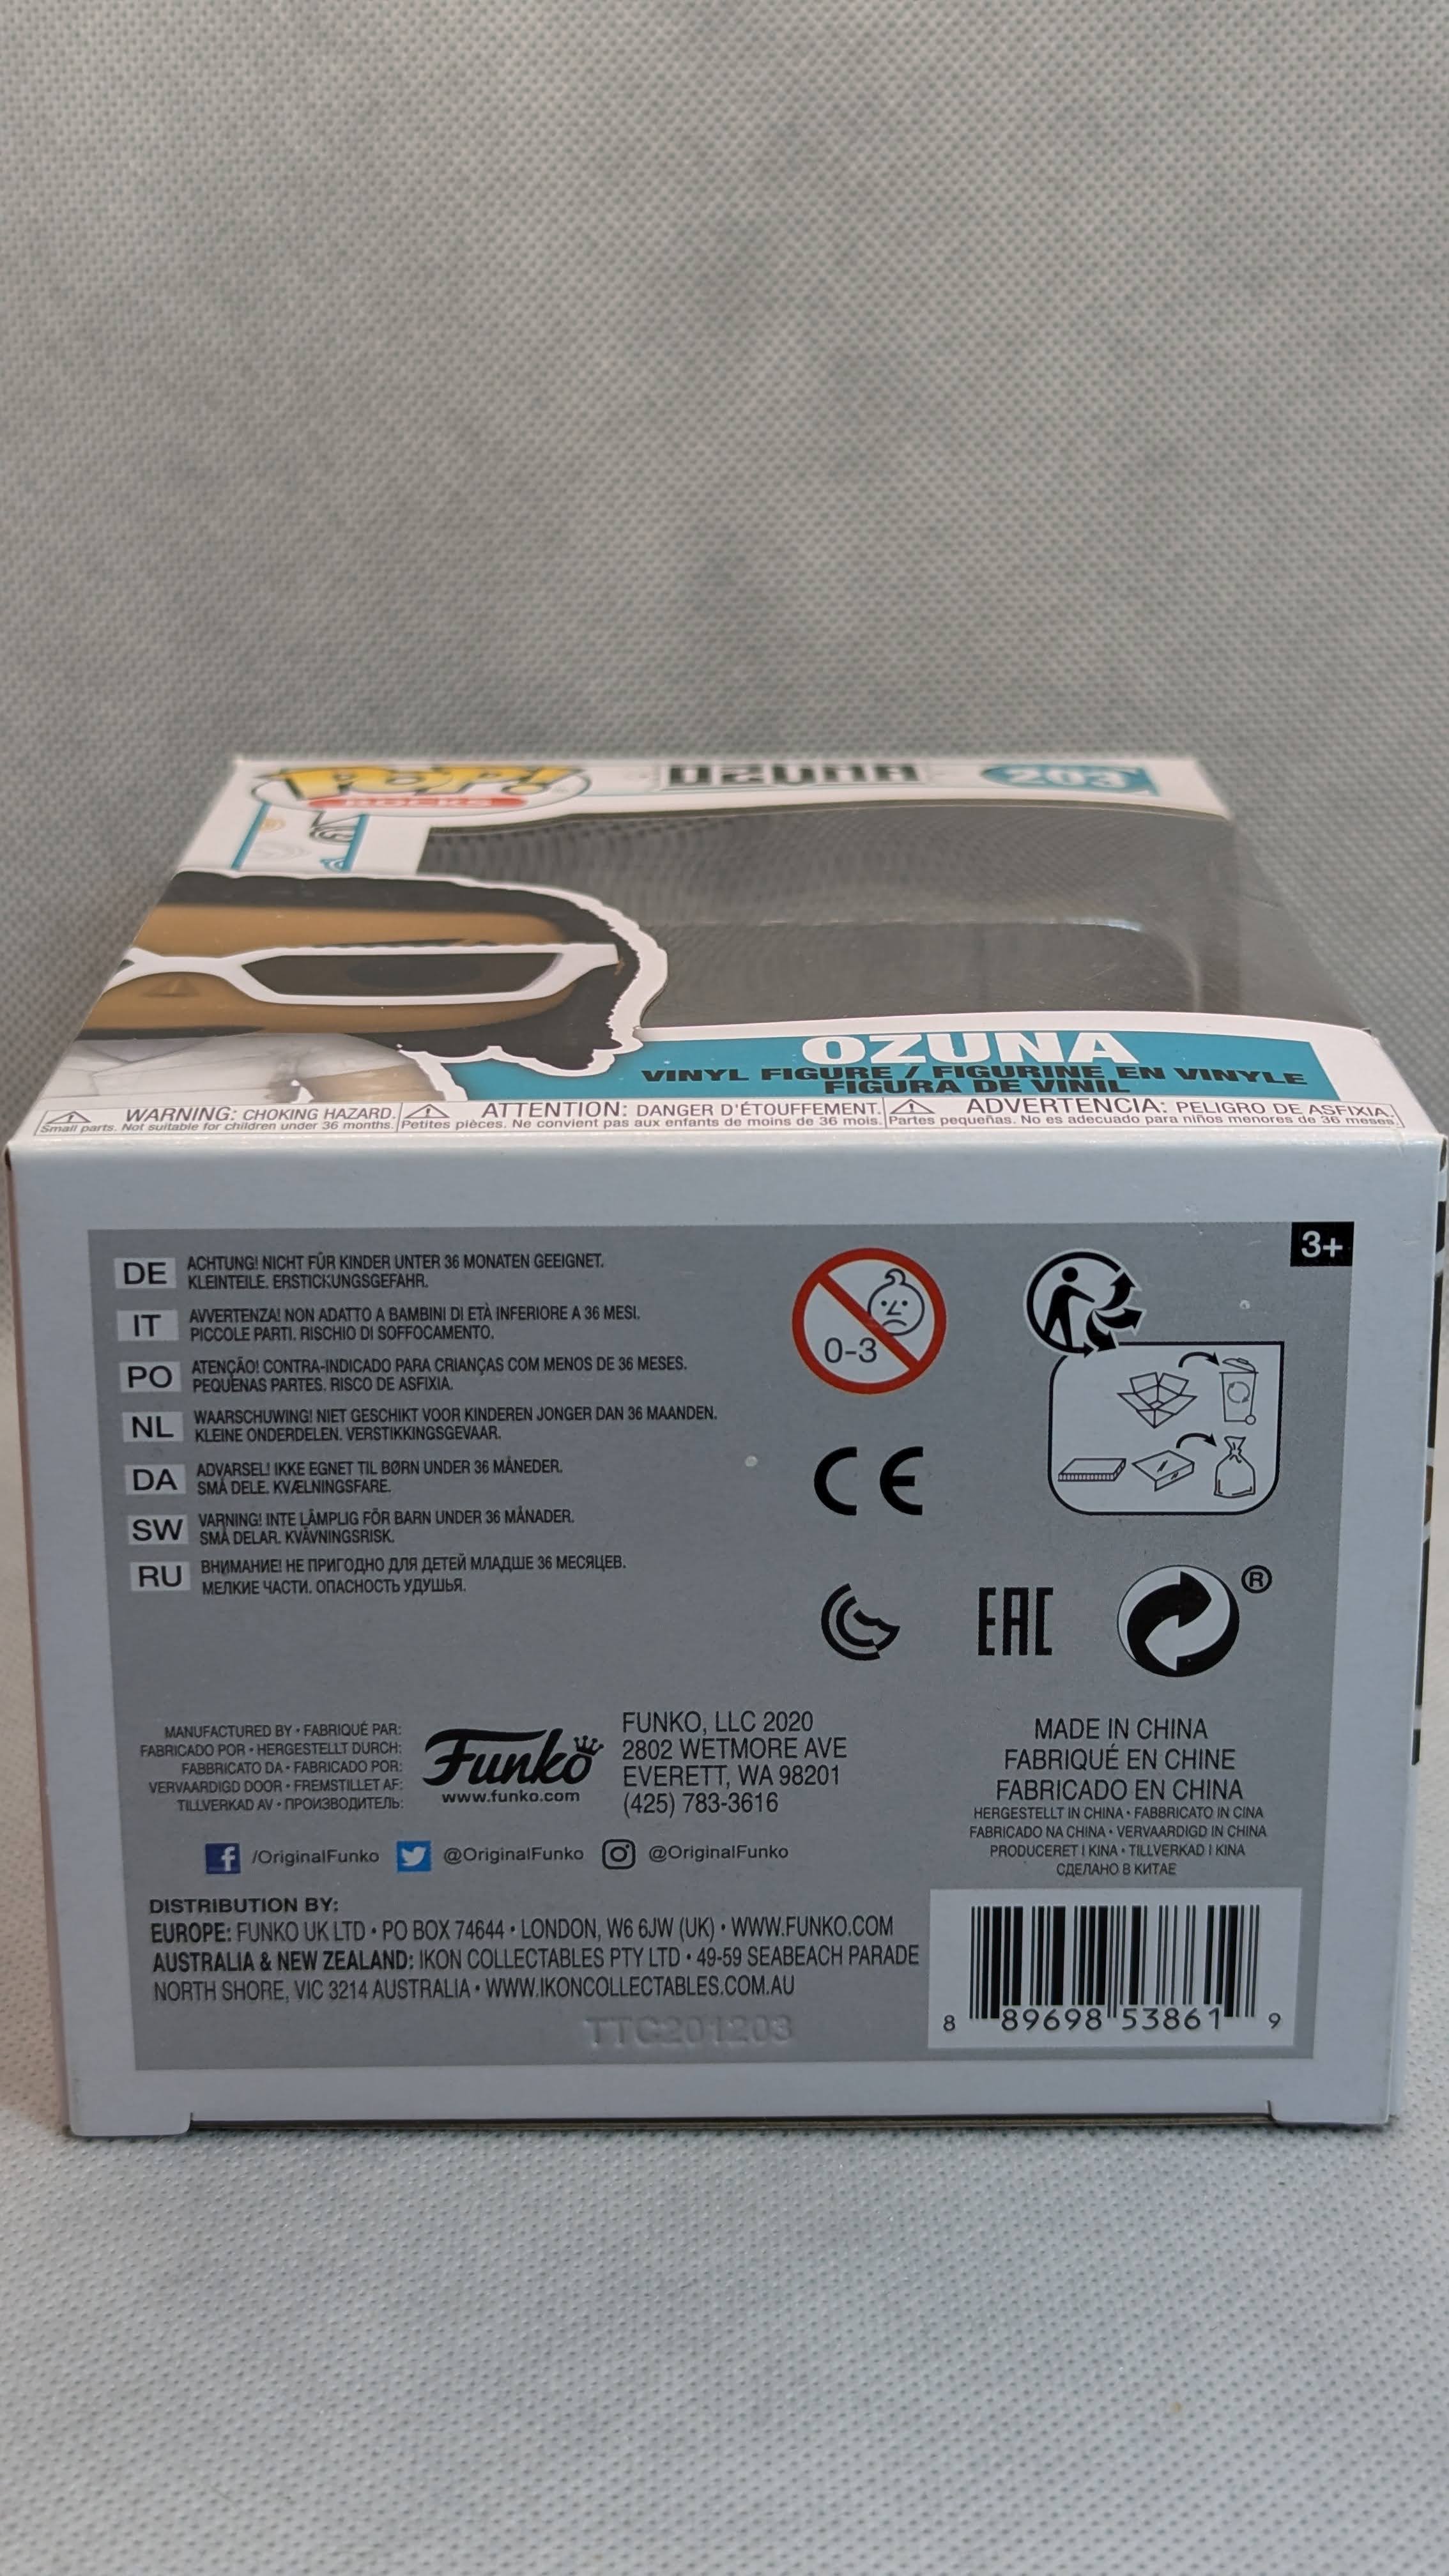 POP!
ROCKS
OZUNA
203
OZUNA
VINYL FIGURE / FIGURINE EN VINYLE
FIGURA DE VINIL
WARNING: CHOKING HAZARD.
Small parts. Not suitable for children under 36 months.
ATTENTION: DANGER D'ÉTOUFFEMENT.
Petites pièces. Ne convient pas aux enfants de moins de 36 mois.
ADVERTENCIA: PELIGRO DE ASFIXIA.
Partes pequeñas. No es adecuado para niños menores de 36 meses.
3+
DE ACHTUNG! NICHT FÜR KINDER UNTER 36 MONATEN GEEIGNET.
KLEINTEILE. ERSTICKUNGSGEFAHR.
IT AVVERTENZA! NON ADATTO A BAMBINI DI ETÀ INFERIORE A 36 MESI.
PICCOLE PARTI. RISCHIO DI SOFFOCAMENTO.
PO ATENÇÃO! CONTRA-INDICADO PARA CRIANÇAS COM MENOS DE 36 MESES.
PEQUENAS PARTES. RISCO DE ASFIXIA.
NL WAARSCHUWING! NIET GESCHIKT VOOR KINDEREN JONGER DAN 36 MAANDEN.
KLEINE ONDERDELEN. VERSTIKKINGSGEVAAR.
DA ADVARSEL! IKKE EGNET TIL BØRN UNDER 36 MÅNEDER.
SMÅ DELE. KVÆLNINGSFARE.
SW VARNING! INTE LÄMPLIG FÖR BARN UNDER 36 MÅNADER.
SMÅ DELAR. KVÄVNINGSRISK.
RU ВНИМАНИЕ! НЕ ПРИГОДНО ДЛЯ ДЕТЕЙ МЛАДШЕ 36 МЕСЯЦЕВ.
МЕЛКИЕ ЧАСТИ. ОПАСНОСТЬ УДУШЬЯ.
0-3
CE
EAC
®
MANUFACTURED BY • FABRIQUÉ PAR:
FABRICADO POR • HERGESTELLT DURCH:
FABBRICATO DA • FABRICADO POR:
VERVAARDIGD DOOR • FREMSTILLET AF:
TILLVERKAD AV • ПРОИЗВОДИТЕЛЬ:
Funko
www.funko.com
FUNKO, LLC 2020
2802 WETMORE AVE
EVERETT, WA 98201
(425) 783-3616
MADE IN CHINA
FABRIQUÉ EN CHINE
FABRICADO EN CHINA
HERGESTELLT IN CHINA • FABBRICATO IN CINA
FABRICADO NA CHINA • VERVAARDIGD IN CHINA
PRODUCERET I KINA • TILLVERKAD I KINA
СДЕЛАНО В КИТАЕ
/OriginalFunko @OriginalFunko @OriginalFunko
DISTRIBUTION BY:
EUROPE: FUNKO UK LTD • PO BOX 74644 • LONDON, W6 6JW (UK) • WWW.FUNKO.COM
AUSTRALIA & NEW ZEALAND: IKON COLLECTABLES PTY LTD • 49-59 SEABEACH PARADE
NORTH SHORE, VIC 3214 AUSTRALIA • WWW.IKONCOLLECTABLES.COM.AU
TTC201203
8 89698 53861 9